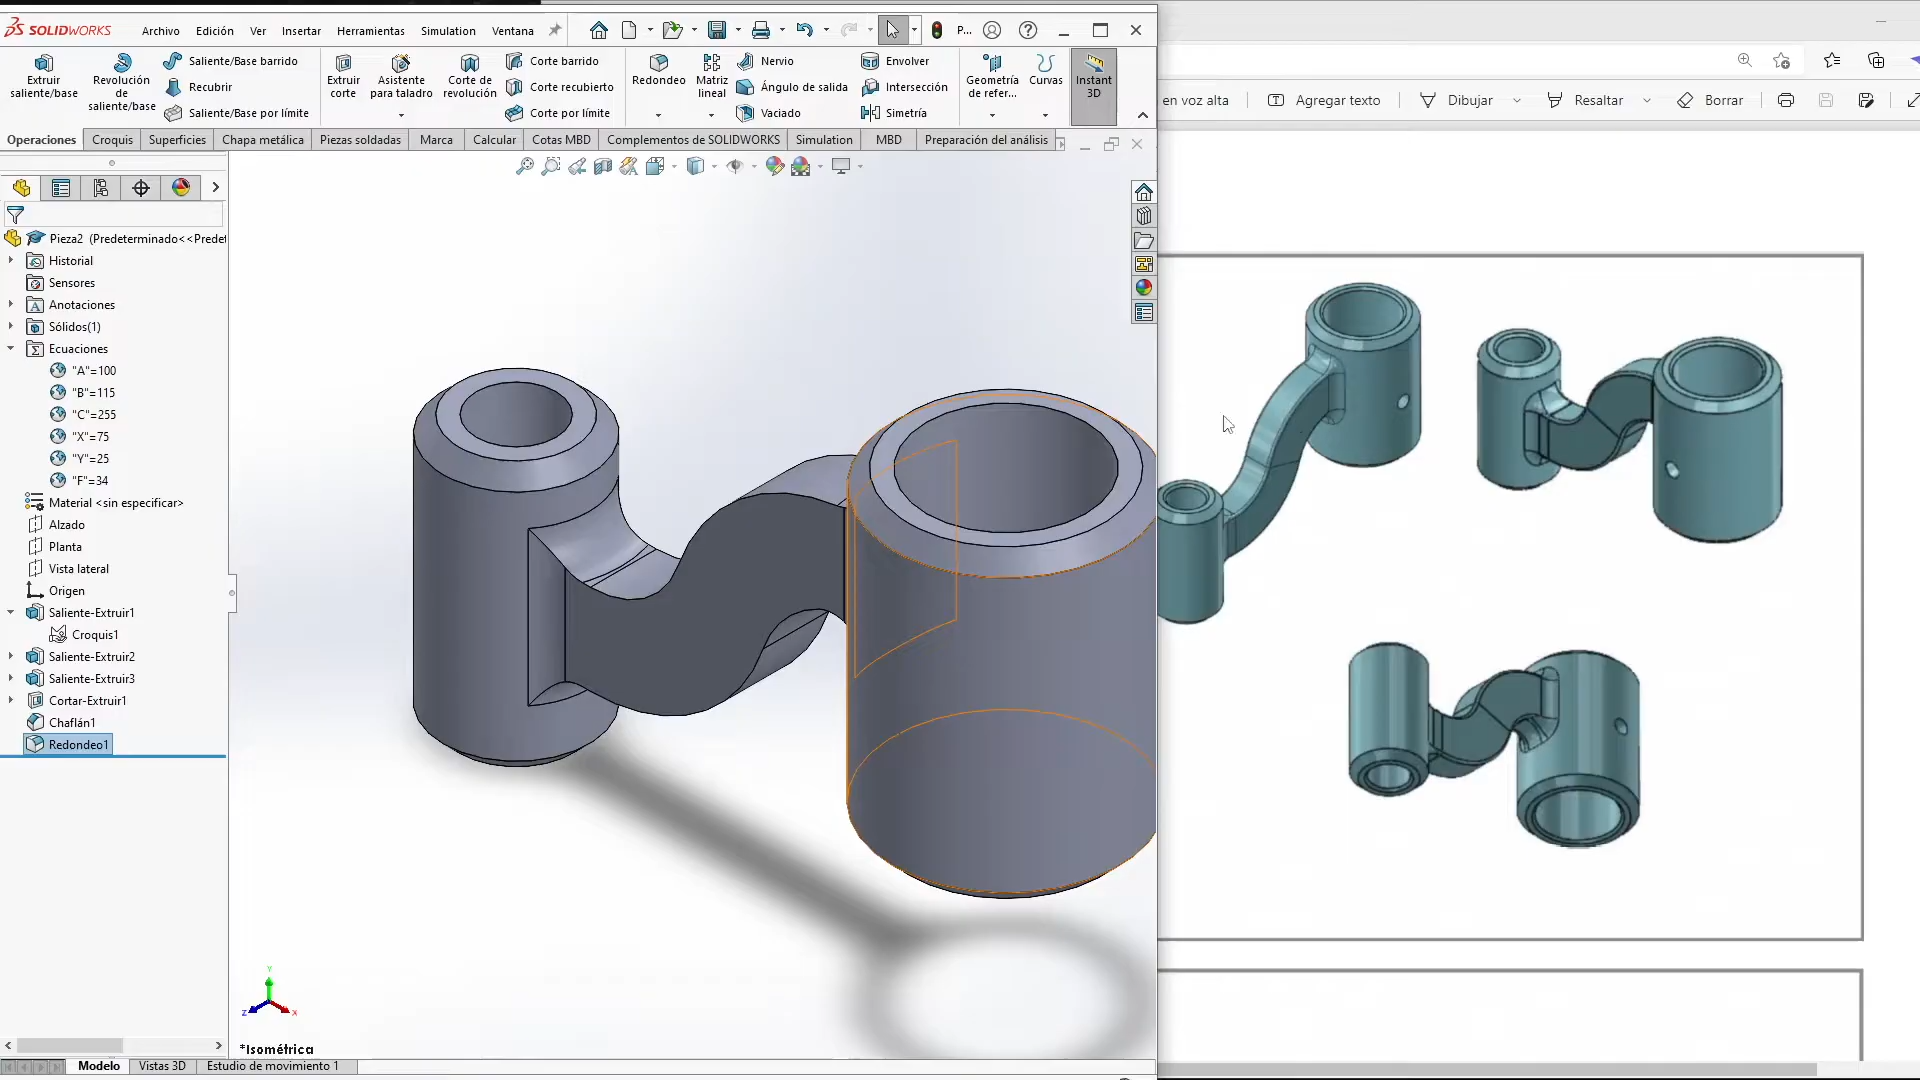 SOLIDWORKS
Archivo Edición Ver Insertar Herramientas Simulation Ventana P...
Extruir saliente/base
Revolución de saliente/base
Saliente/Base barrido
Recubrir
Saliente/Base por límite
Extruir corte
Asistente para taladro
Corte de revolución
Corte barrido
Corte recubierto
Corte por límite
Redondeo
Matriz lineal
Nervio
Ángulo de salida
Vaciado
Envolver
Intersección
Simetría
Geometría de refer...
Curvas
Instant 3D
en voz alta Agregar texto Dibujar Resaltar Borrar
Operaciones Croquis Superficies Chapa metálica Piezas soldadas Marca Calcular Cotas MBD Complementos de SOLIDWORKS Simulation MBD Preparación del análisis
Pieza2 (Predeterminado<<Predet
Historial
Sensores
Anotaciones
Sólidos(1)
Ecuaciones
"A"=100
"B"=115
"C"=255
"X"=75
"Y"=25
"F"=34
Material <sin especificar>
Alzado
Planta
Vista lateral
Origen
Saliente-Extruir1
Croquis1
Saliente-Extruir2
Saliente-Extruir3
Cortar-Extruir1
Chaflán1
Redondeo1
Y
Z X
*Isométrica
Modelo Vistas 3D Estudio de movimiento 1